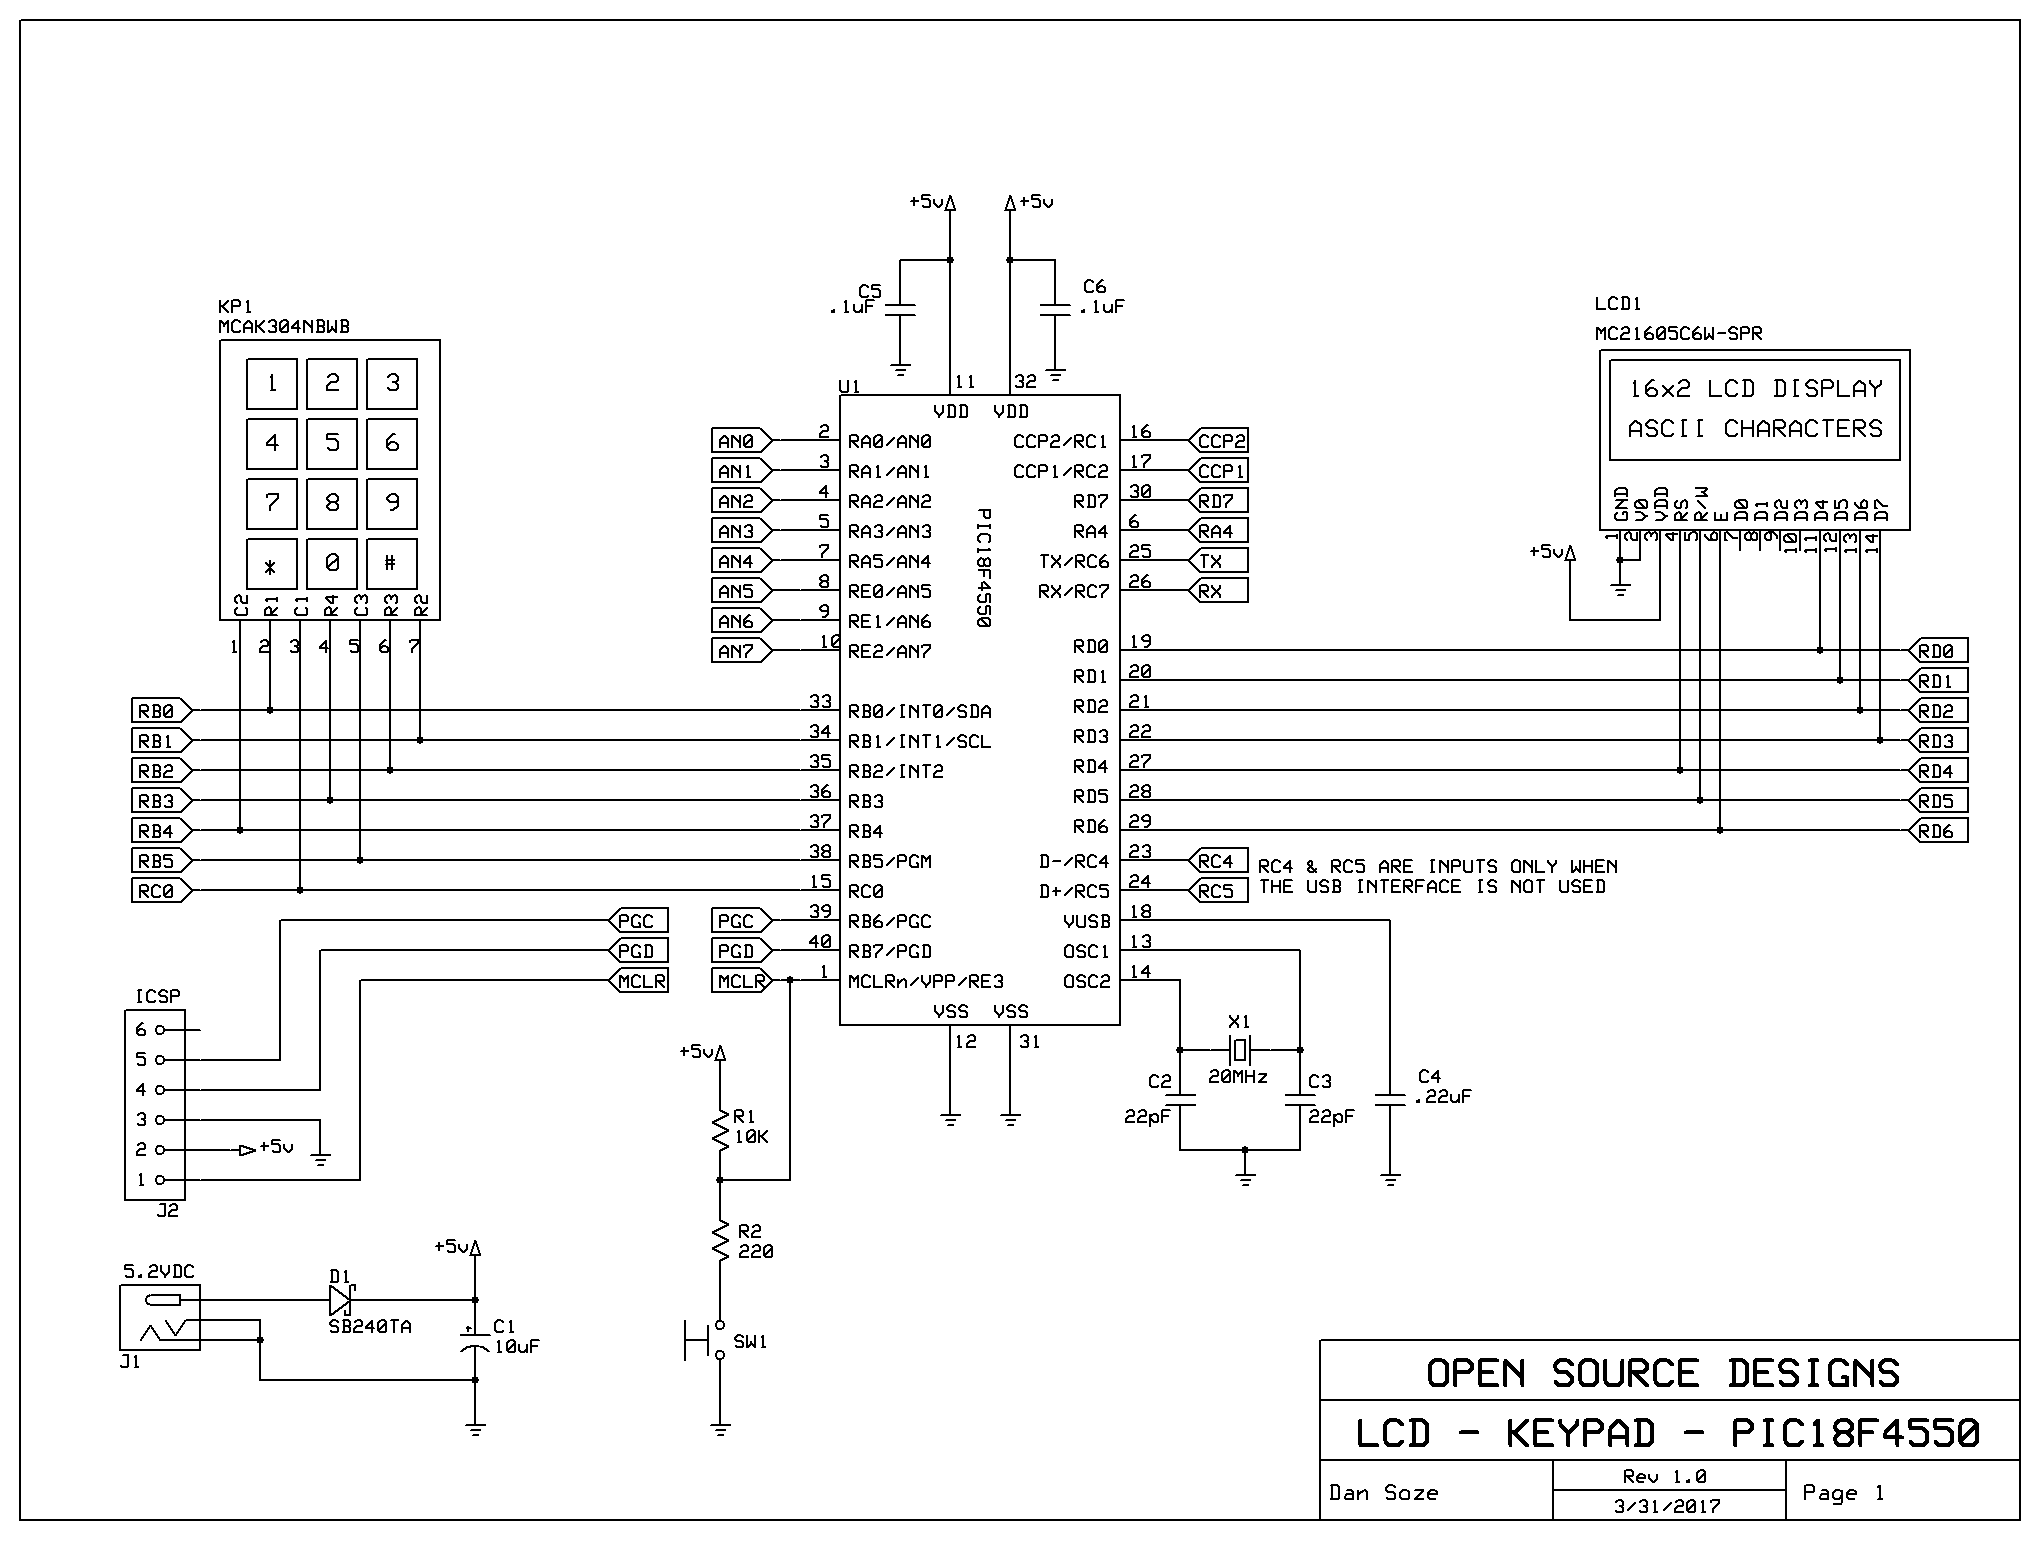 +5v
+5v
C5
.1uF
C6
.1uF
KP1
MCAK304NBWB
1 2 3
4 5 6
7 8 9
* 0 #
C2 R1 C1 R4 C3 R3 R2
1 2 3 4 5 6 7
LCD1
MC21605C6W-SPR
16x2 LCD DISPLAY
ASCII CHARACTERS
GND V0 VDD RS R/W E D0 D1 D2 D3 D4 D5 D6 D7
1 2 3 4 5 6 7 8 9 10 11 12 13 14
+5v
U1
11 32
VDD VDD
PIC18F4550
AN0 2 RA0/AN0
AN1 3 RA1/AN1
AN2 4 RA2/AN2
AN3 5 RA3/AN3
AN4 7 RA5/AN4
AN5 8 RE0/AN5
AN6 9 RE1/AN6
AN7 10 RE2/AN7
CCP2/RC1 16 CCP2
CCP1/RC2 17 CCP1
RD7 30 RD7
RA4 6 RA4
TX/RC6 25 TX
RX/RC7 26 RX
RB0 33 RB0/INT0/SDA
RB1 34 RB1/INT1/SCL
RB2 35 RB2/INT2
RB3 36 RB3
RB4 37 RB4
RB5 38 RB5/PGM
RC0 15 RC0
PGC PGC 39 RB6/PGC
PGD PGD 40 RB7/PGD
MCLR MCLR 1 MCLRn/VPP/RE3
RD0 19 RD0
RD1 20 RD1
RD2 21 RD2
RD3 22 RD3
RD4 27 RD4
RD5 28 RD5
RD6 29 RD6
D-/RC4 23 RC4
D+/RC5 24 RC5
RC4 & RC5 ARE INPUTS ONLY WHEN
THE USB INTERFACE IS NOT USED
VUSB 18
OSC1 13
OSC2 14
VSS VSS
12 31
ICSP
6
5
4
3
2 +5v
1
J2
+5v
R1
10K
R2
220
SW1
X1
20MHz
C2
22pF
C3
22pF
C4
.22uF
5.2VDC
J1
D1
SB240TA
+5v
+
C1
10uF
OPEN SOURCE DESIGNS
LCD - KEYPAD - PIC18F4550
Dan Soze
Rev 1.0
3/31/2017
Page 1